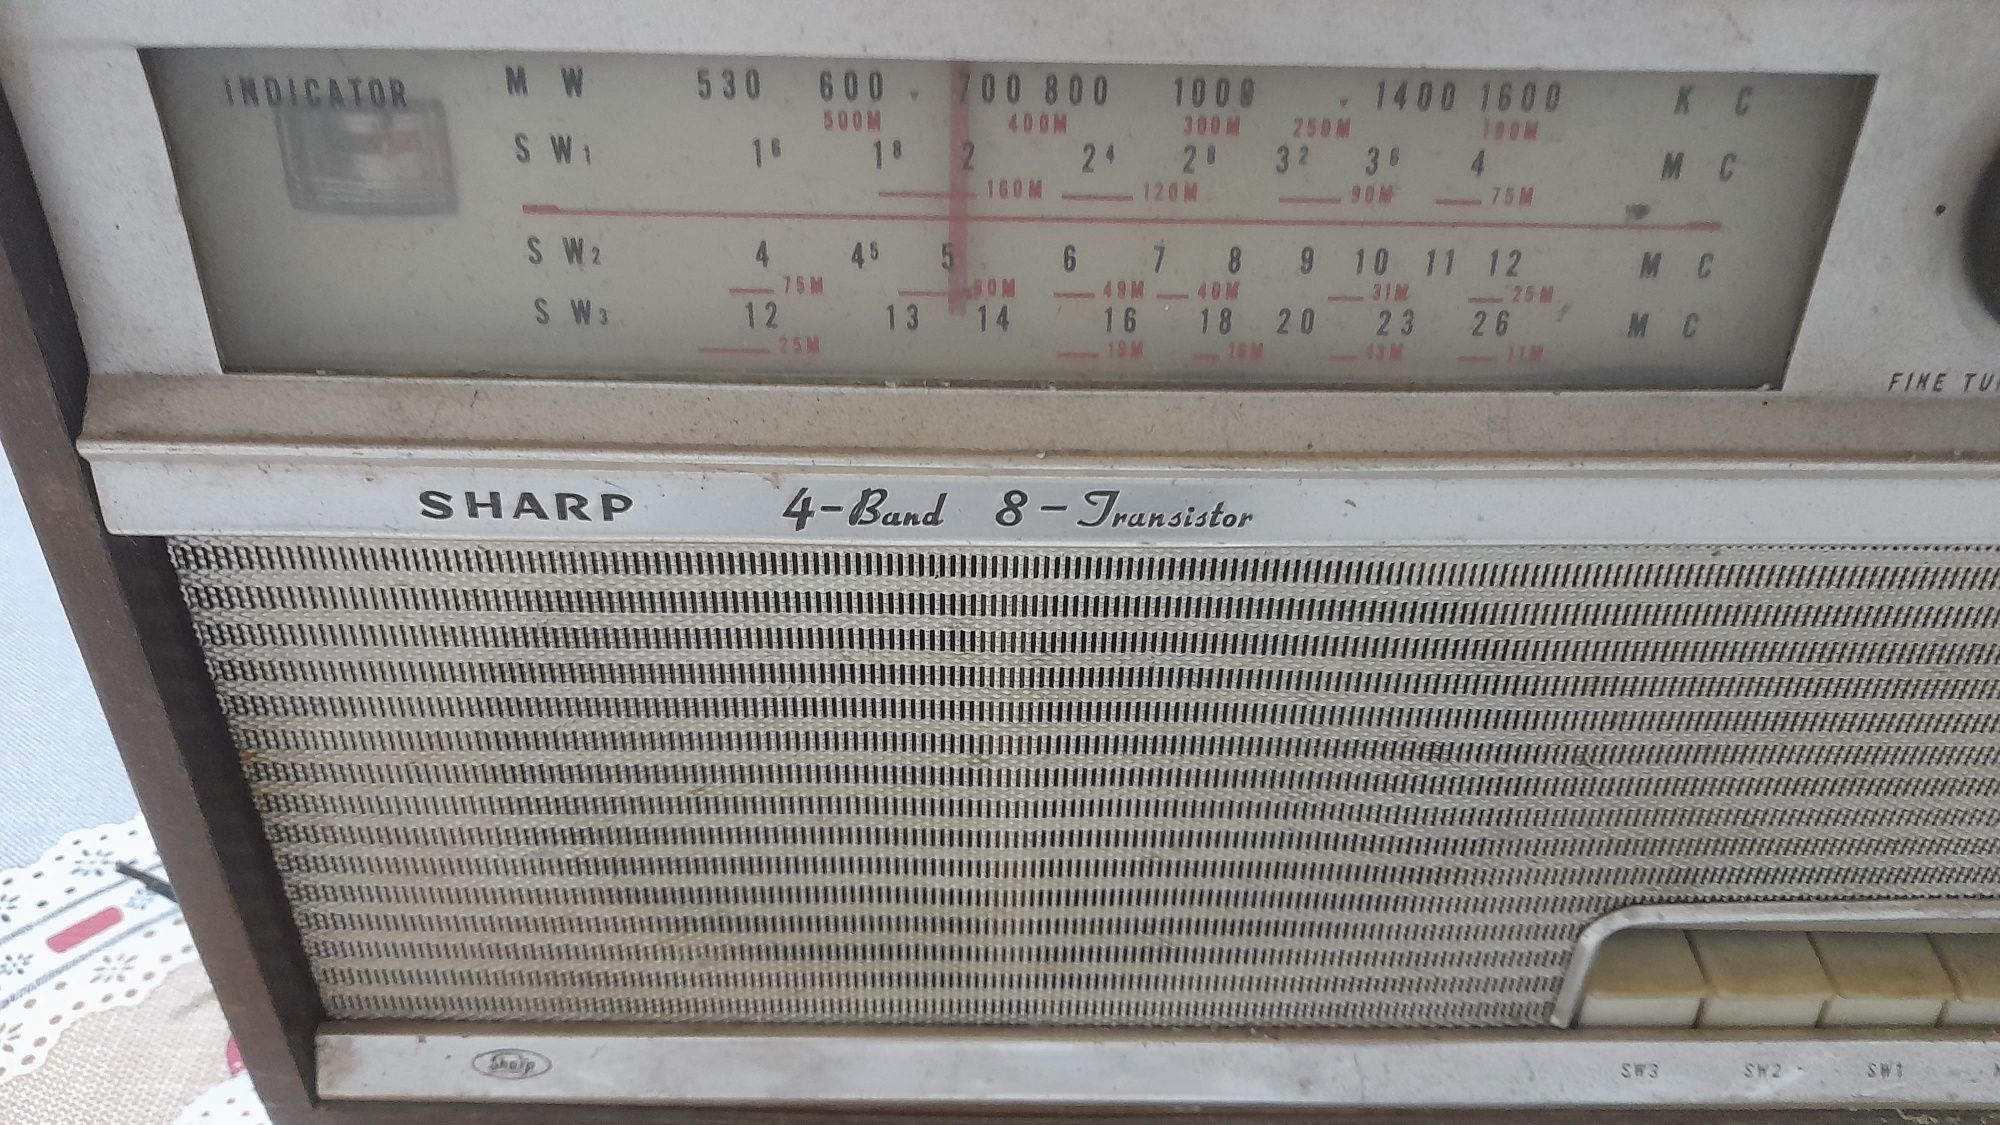 INDICATOR
M W 530 600 700 800 1000 1400 1600 K C
500M 400M 300M 250M 190M
S W1 1⁶ 1⁸ 2 2⁴ 2⁸ 3² 3⁶ 4 M C
160M 120M 90M 75M
S W2 4 4⁵ 5 6 7 8 9 10 11 12 M C
75M 60M 49M 40M 31M 25M
S W3 12 13 14 16 18 20 23 26 M C
25M 19M 16M 13M 11M
FINE TU
SHARP 4-Band 8-Transistor
Sharp
SW3 SW2 SW1